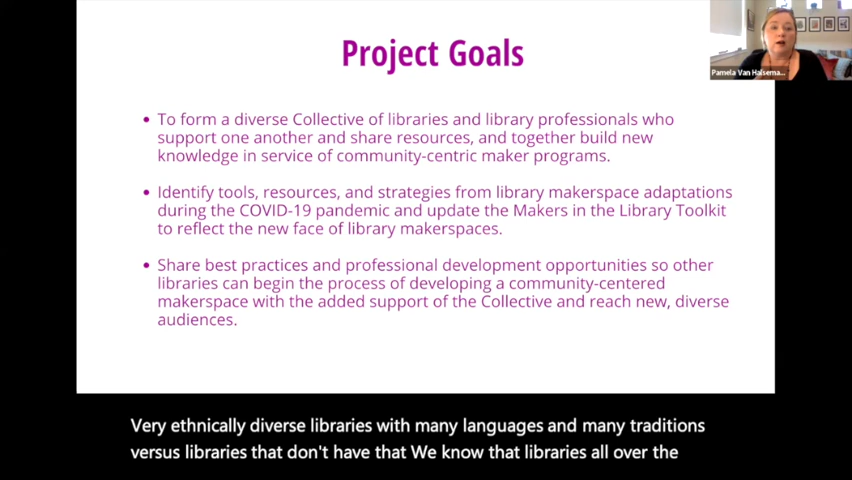 Project Goals
Pamela Van Halsema...
• To form a diverse Collective of libraries and library professionals who
support one another and share resources, and together build new
knowledge in service of community-centric maker programs.
• Identify tools, resources, and strategies from library makerspace adaptations
during the COVID-19 pandemic and update the Makers in the Library Toolkit
to reflect the new face of library makerspaces.
• Share best practices and professional development opportunities so other
libraries can begin the process of developing a community-centered
makerspace with the added support of the Collective and reach new, diverse
audiences.
Very ethnically diverse libraries with many languages and many traditions
versus libraries that don't have that We know that libraries all over the